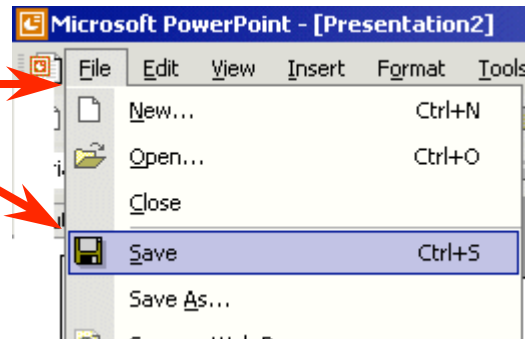 Microsoft PowerPoint - [Presentation2]
File Edit View Insert Format Tools
New... Ctrl+N
Open... Ctrl+O
Close
Save Ctrl+S
Save As...